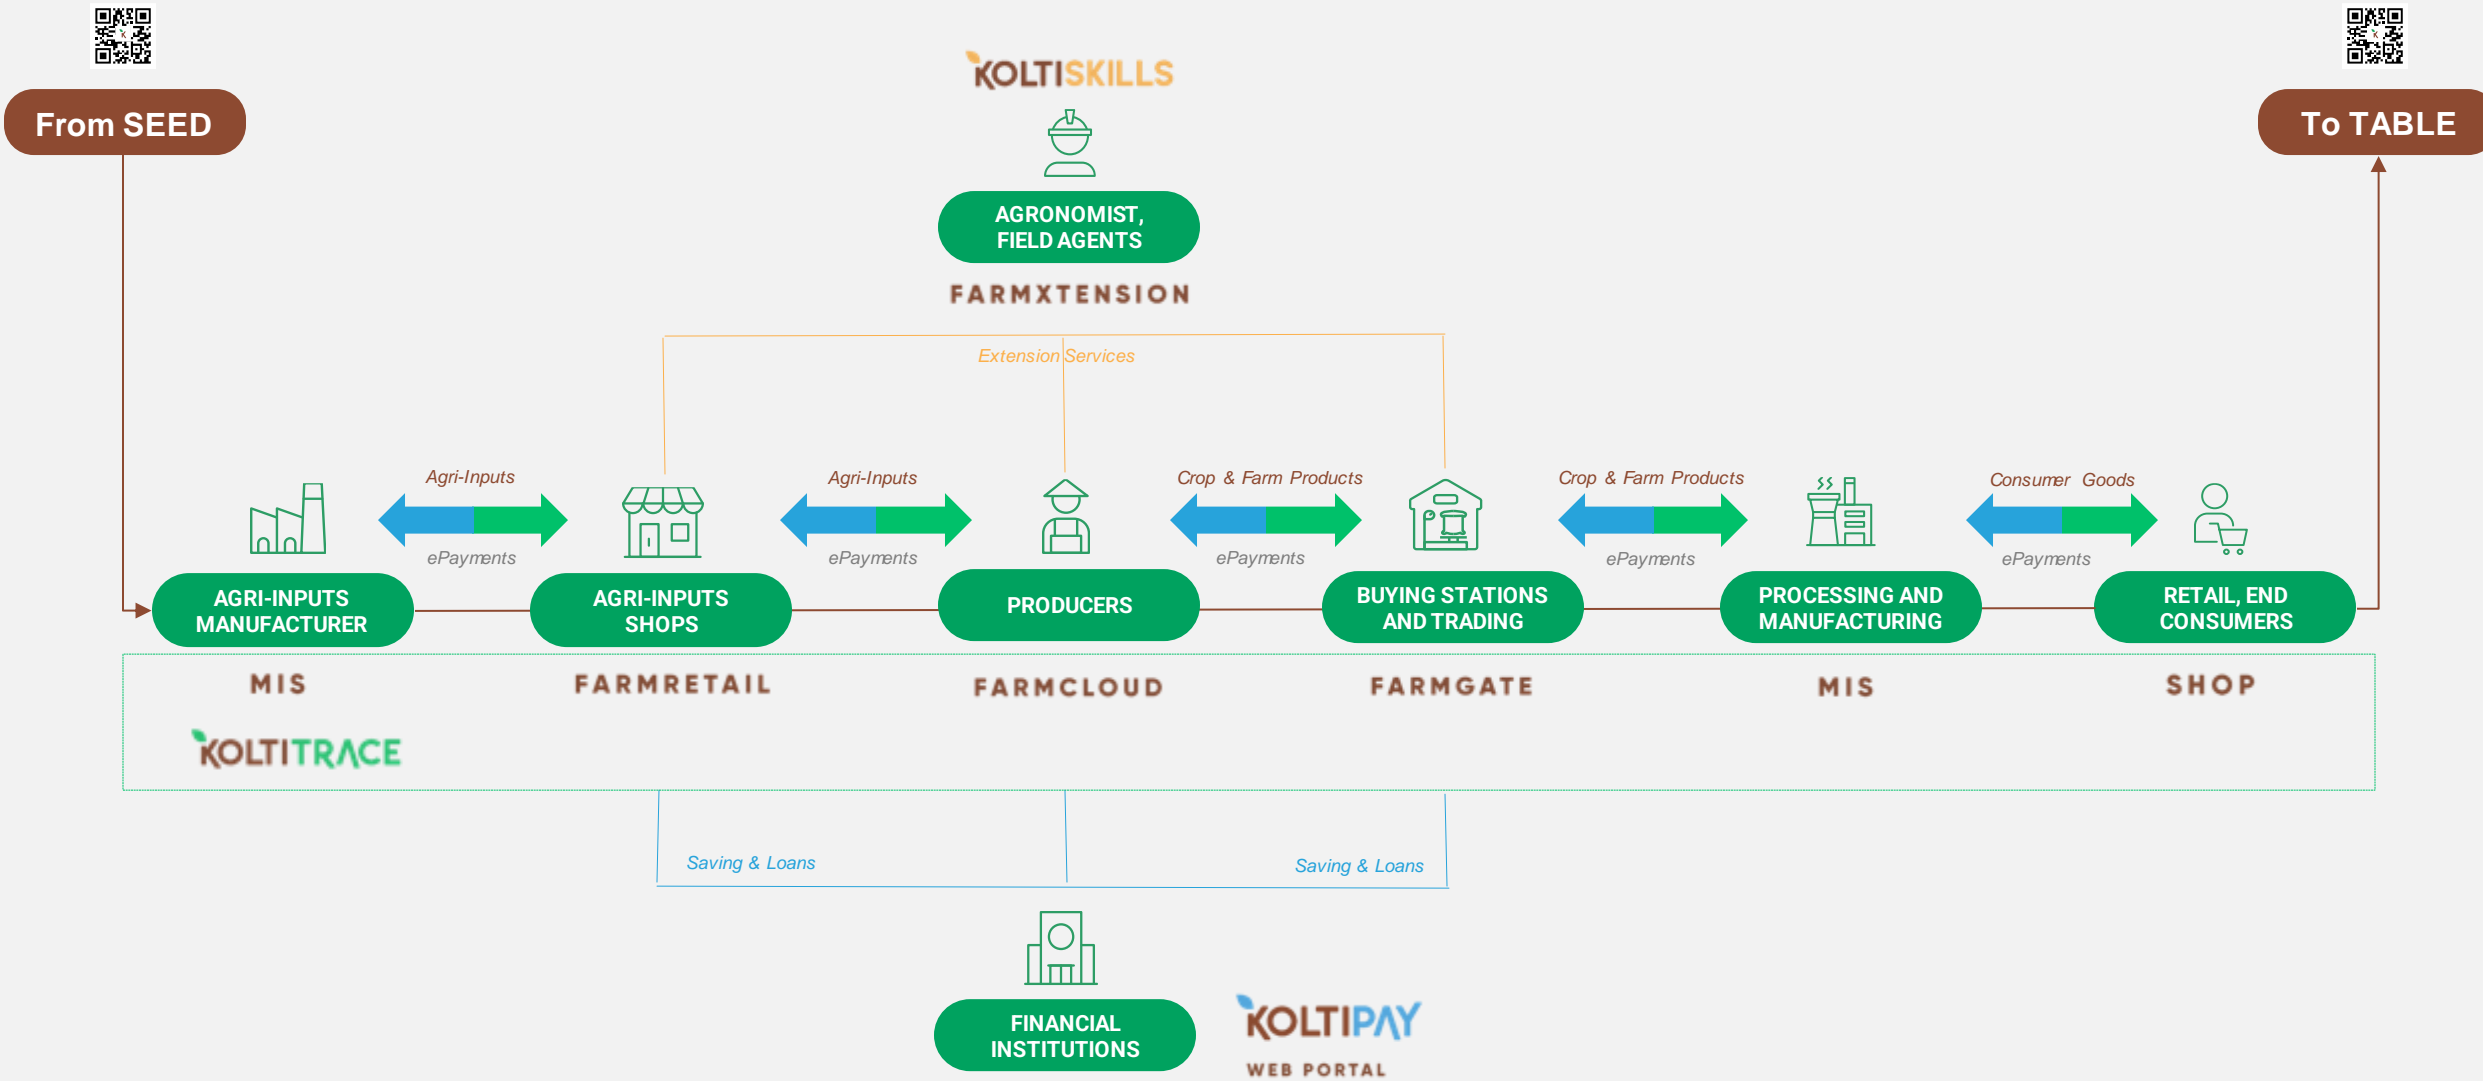 From SEED
To TABLE
KOLTISKILLS
AGRONOMIST,
FIELD AGENTS
FARMXTENSION
Extension Services
Agri-Inputs
Agri-Inputs
Crop & Farm Products
Crop & Farm Products
Consumer Goods
ePayments
ePayments
ePayments
ePayments
ePayments
AGRI-INPUTS
MANUFACTURER
AGRI-INPUTS
SHOPS
PRODUCERS
BUYING STATIONS
AND TRADING
PROCESSING AND
MANUFACTURING
RETAIL, END
CONSUMERS
MIS
FARMRETAIL
FARMCLOUD
FARMGATE
MIS
SHOP
KOLTITRACE
Saving & Loans
Saving & Loans
FINANCIAL
INSTITUTIONS
KOLTIPAY
WEB PORTAL